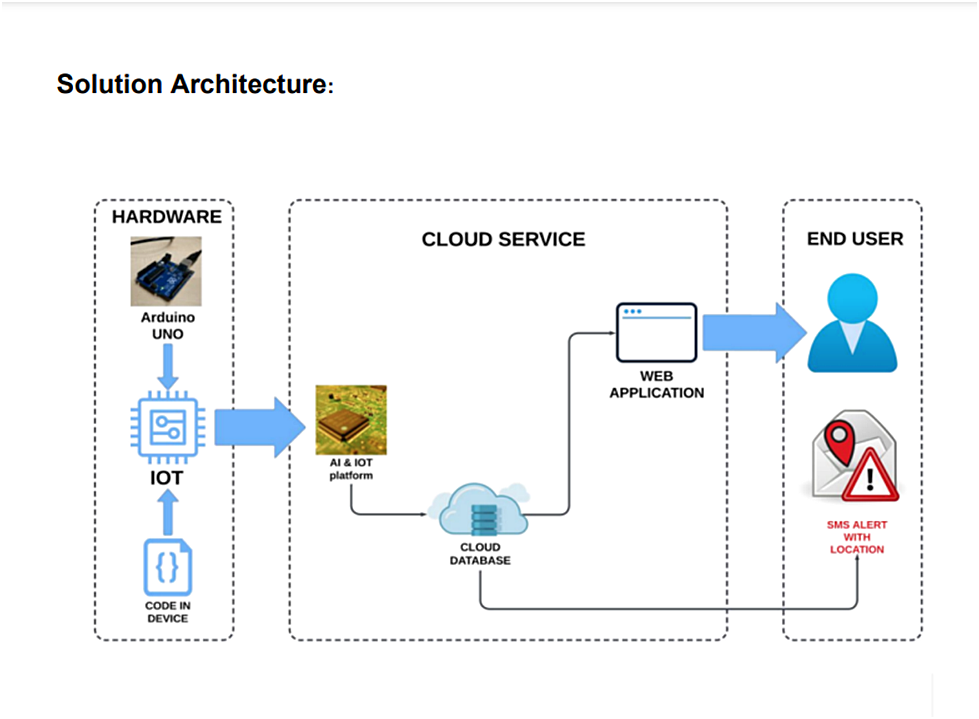 Solution Architecture:
HARDWARE
Arduino
UNO
IOT
{}
CODE IN
DEVICE
CLOUD SERVICE
AI & IOT
platform
CLOUD
DATABASE
WEB
APPLICATION
END USER
!
SMS ALERT
WITH
LOCATION